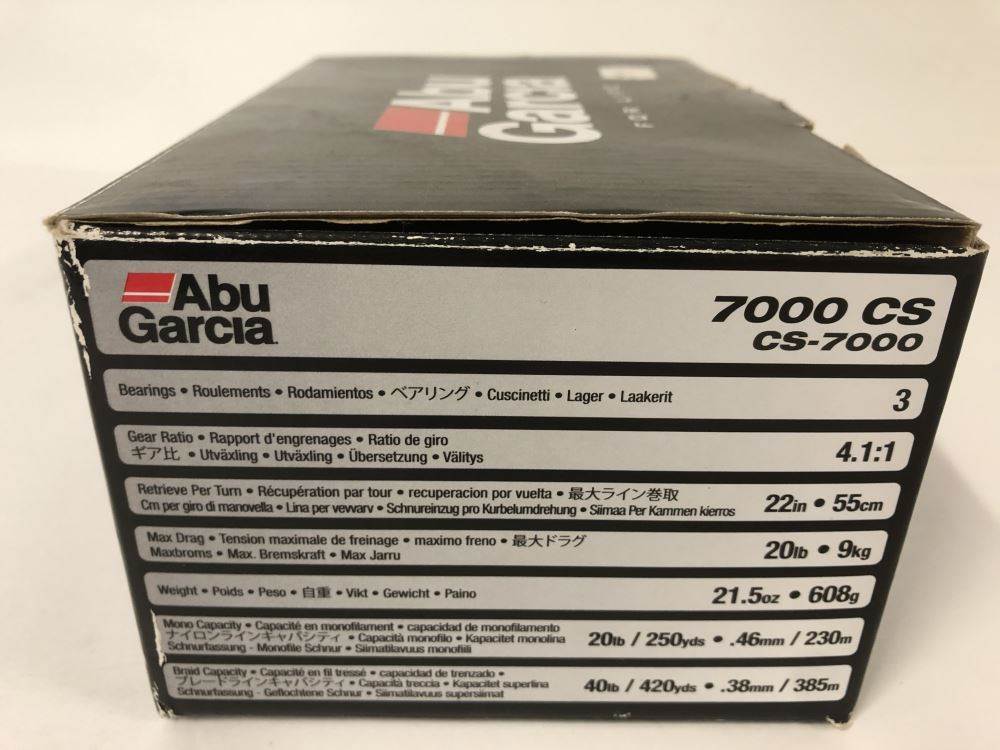 Abu
Garcia
FOR LIFE
Abu
Garcia
7000 CS
CS-7000
Bearings • Roulements • Rodamientos • ベアリング • Cuscinetti • Lager • Laakerit
3
Gear Ratio • Rapport d'engrenages • Ratio de giro
ギア比 • Utväxling • Utväxling • Übersetzung • Välitys
4.1:1
Retrieve Per Turn • Récupération par tour • recuperacion por vuelta • 最大ライン巻取
Cm per giro di manovella • Lina per vevvarv • Schnureinzug pro Kurbelumdrehung • Siimaa Per Kammen kierros
22in • 55cm
Max Drag • Tension maximale de freinage • maximo freno • 最大ドラグ
Maxbroms • Max. Bremskraft • Max Jarru
20lb • 9kg
Weight • Poids • Peso • 自重 • Vikt • Gewicht • Paino
21.5oz • 608g
Mono Capacity • Capacité en monofilament • capacidad de monofilamento
ナイロンラインキャパシティ • Capacità monofilo • Kapacitet monolina
Schnurfassung - Monofile Schnur • Siimatilavuus monofiili
20lb / 250yds • .46mm / 230m
Braid Capacity • Capacité en fil tressé • capacidad de trenzado •
ブレードラインキャパシティ • Capacità treccia • Kapacitet superlina
Schnurfassung - Geflochtene Schnur • Siimatilavuus supersiimat
40lb / 420yds • .38mm / 385m